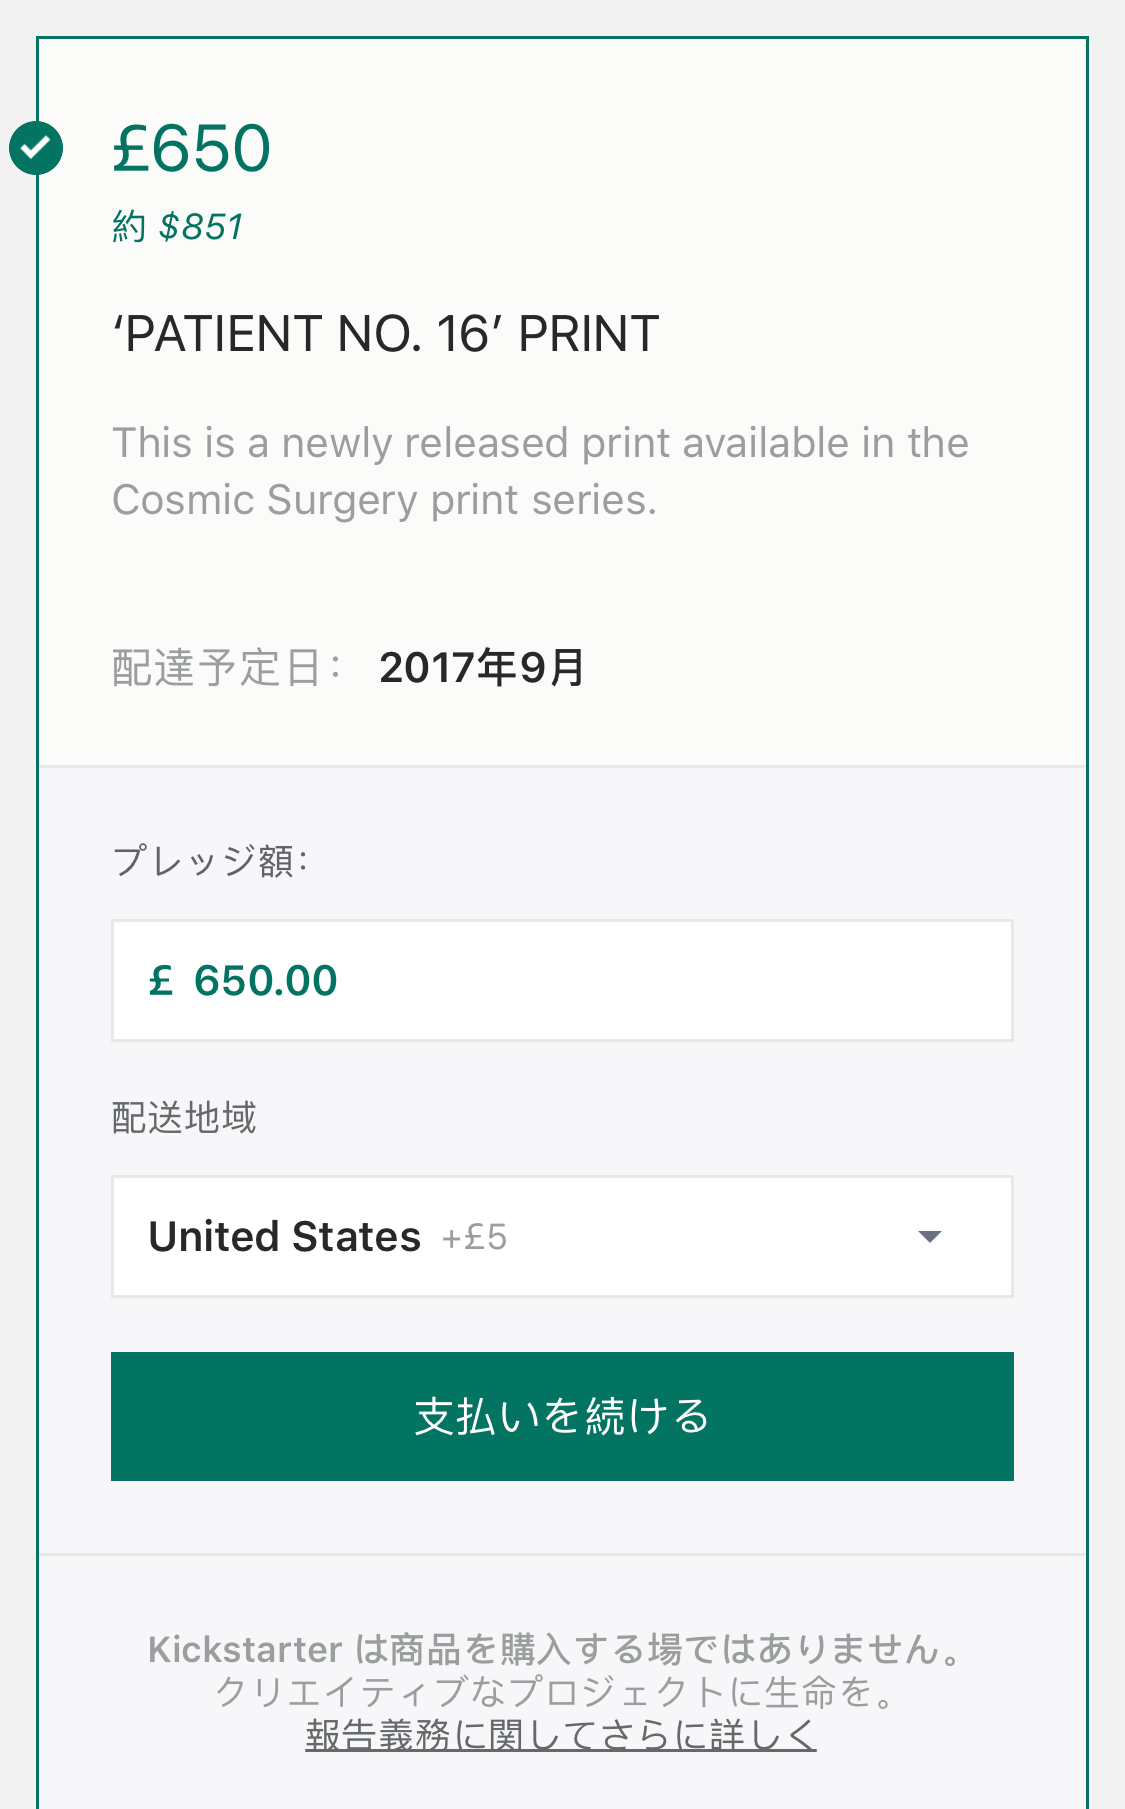 £650
約 $851
‘PATIENT NO. 16’ PRINT
This is a newly released print available in the
Cosmic Surgery print series.
配達予定日： 2017年9月
プレッジ額：
£ 650.00
配送地域
United States +£5
支払いを続ける
Kickstarter は商品を購入する場ではありません。
クリエイティブなプロジェクトに生命を。
報告義務に関してさらに詳しく